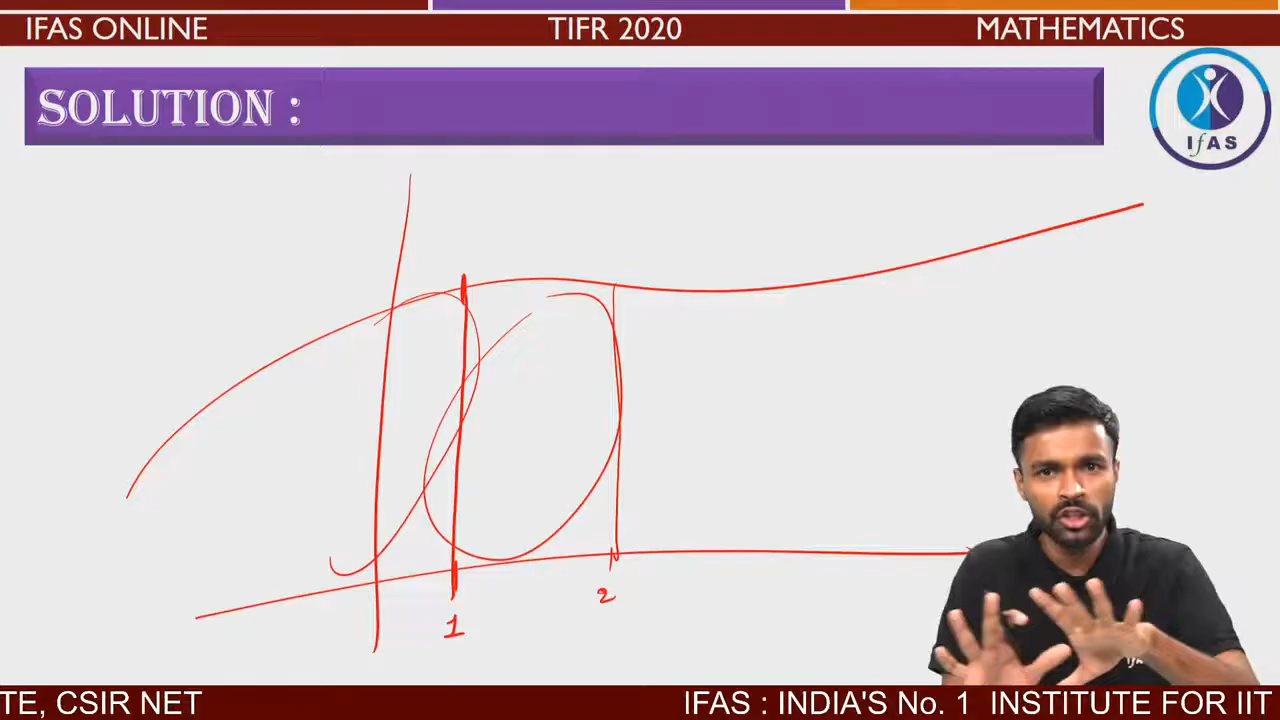 IFAS ONLINE TIFR 2020 MATHEMATICS
SOLUTION :
IfAS
1
2
TE, CSIR NET IFAS : INDIA'S No. 1 INSTITUTE FOR IIT